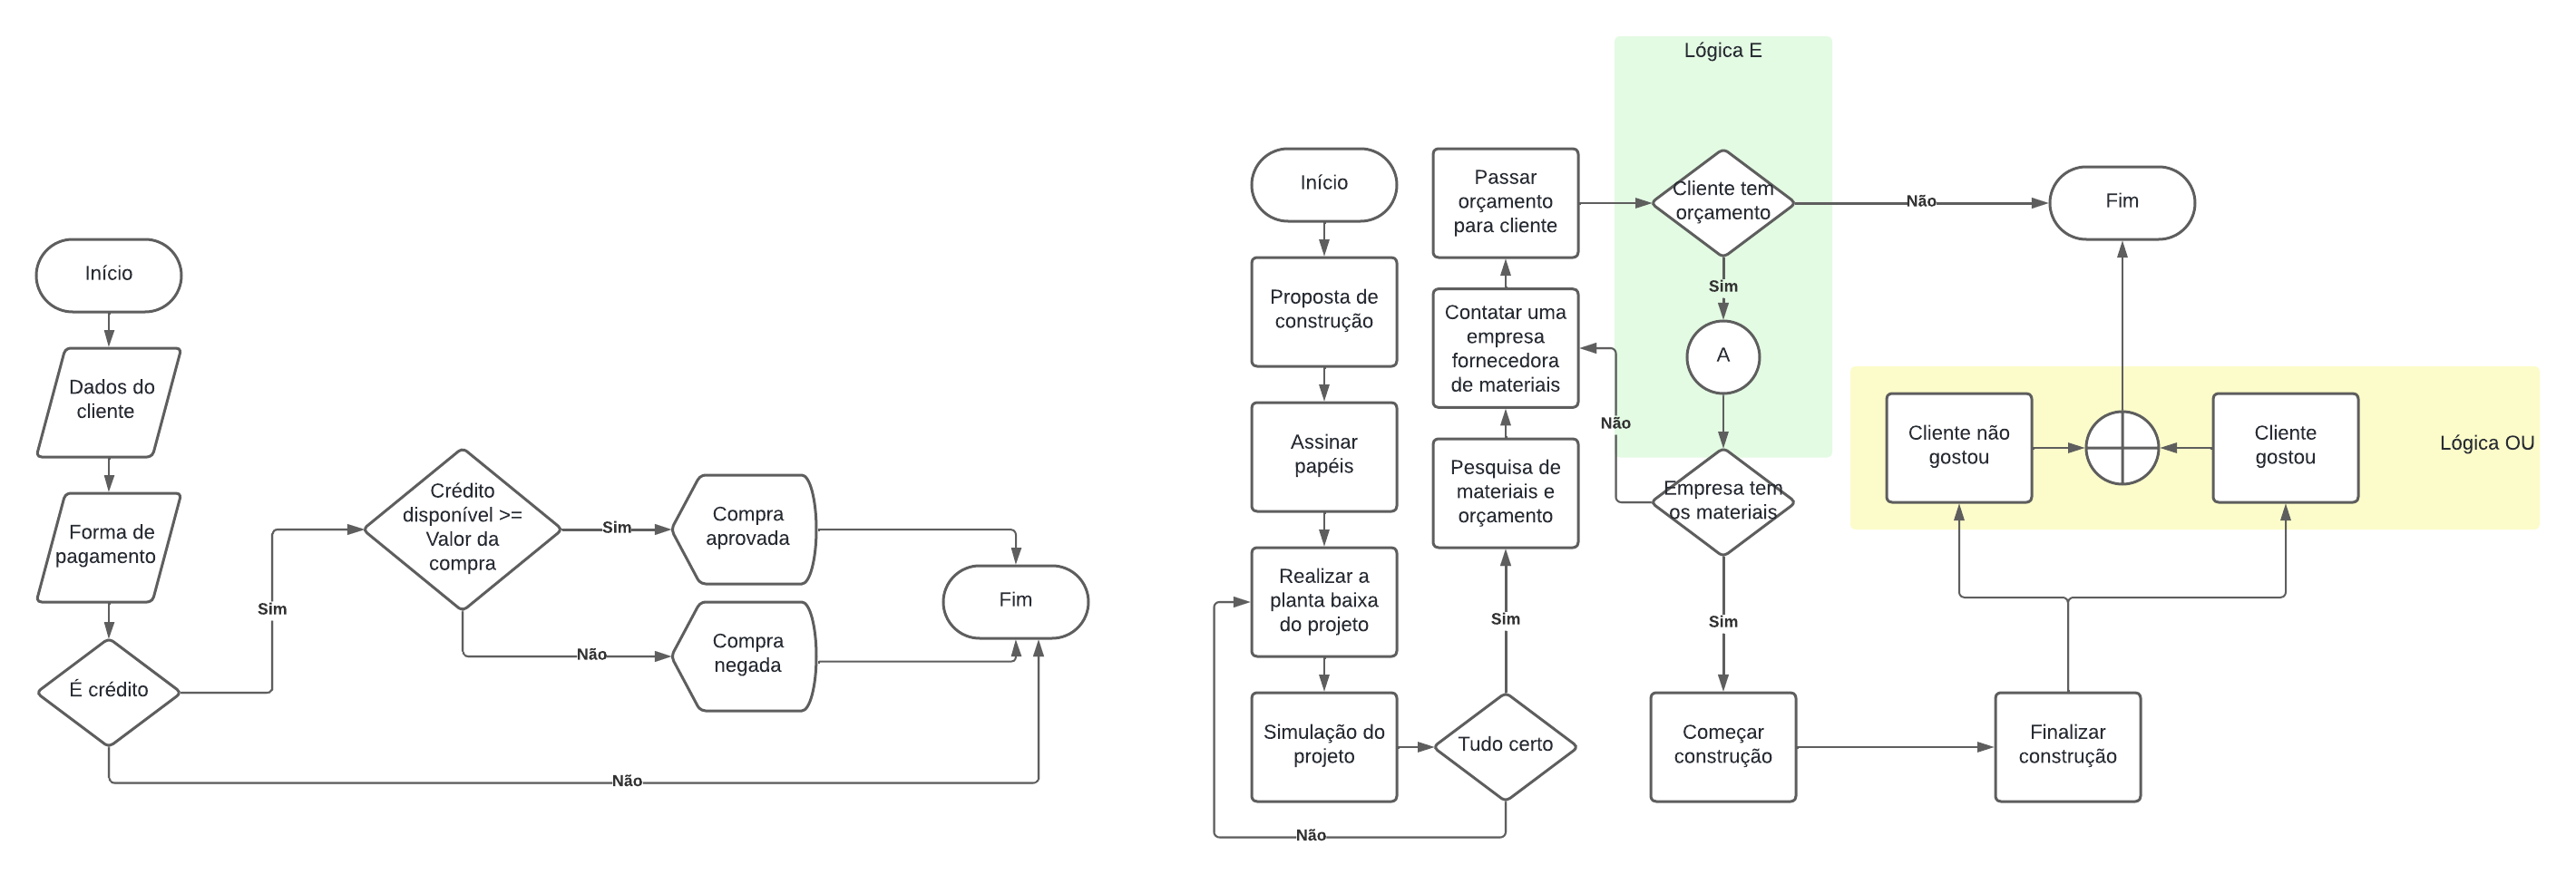 Início
Dados do
cliente
Forma de
pagamento
É crédito
Sim
Não
Crédito
disponível >=
Valor da
compra
Sim
Não
Compra
aprovada
Compra
negada
Fim
Início
Proposta de
construção
Assinar
papéis
Realizar a
planta baixa
do projeto
Simulação do
projeto
Tudo certo
Não
Sim
Pesquisa de
materiais e
orçamento
Contatar uma
empresa
fornecedora
de materiais
Passar
orçamento
para cliente
Lógica E
Cliente tem
orçamento
Não
Sim
A
Empresa tem
os materiais
Não
Sim
Começar
construção
Finalizar
construção
Cliente não
gostou
Cliente
gostou
Lógica OU
Fim